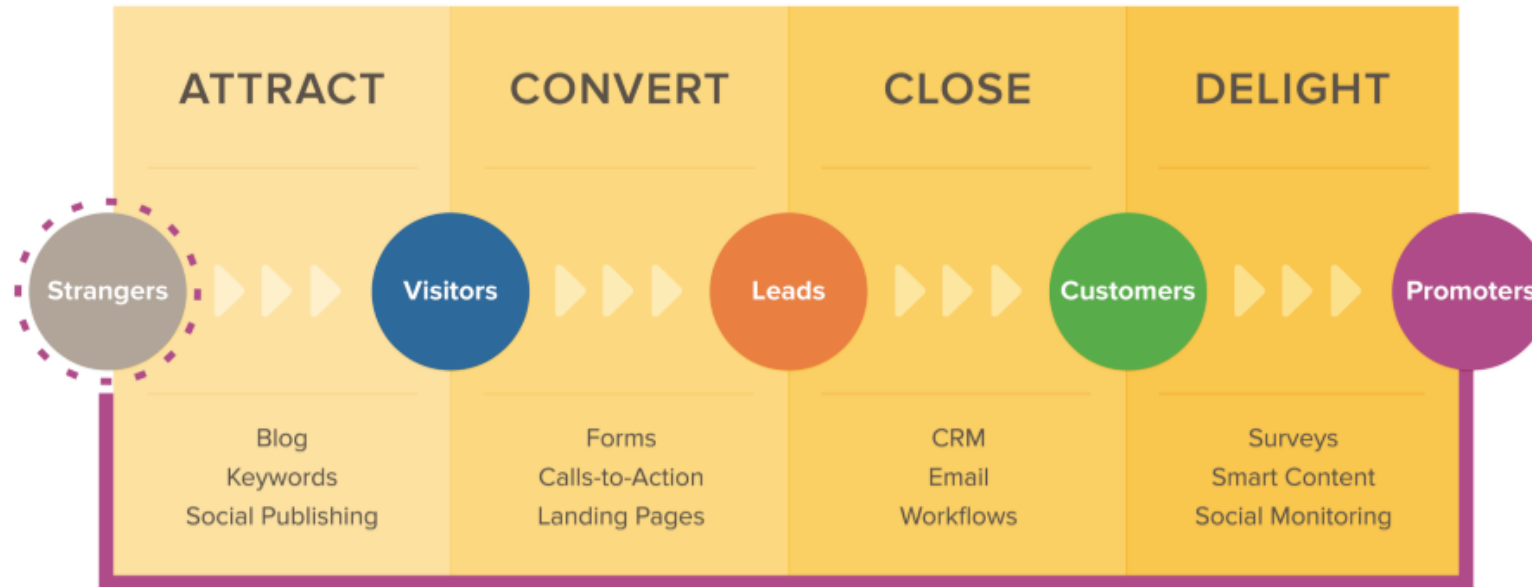 ATTRACT
CONVERT
CLOSE
DELIGHT
Strangers
Visitors
Leads
Customers
Promoters
Blog
Keywords
Social Publishing
Forms
Calls-to-Action
Landing Pages
CRM
Email
Workflows
Surveys
Smart Content
Social Monitoring